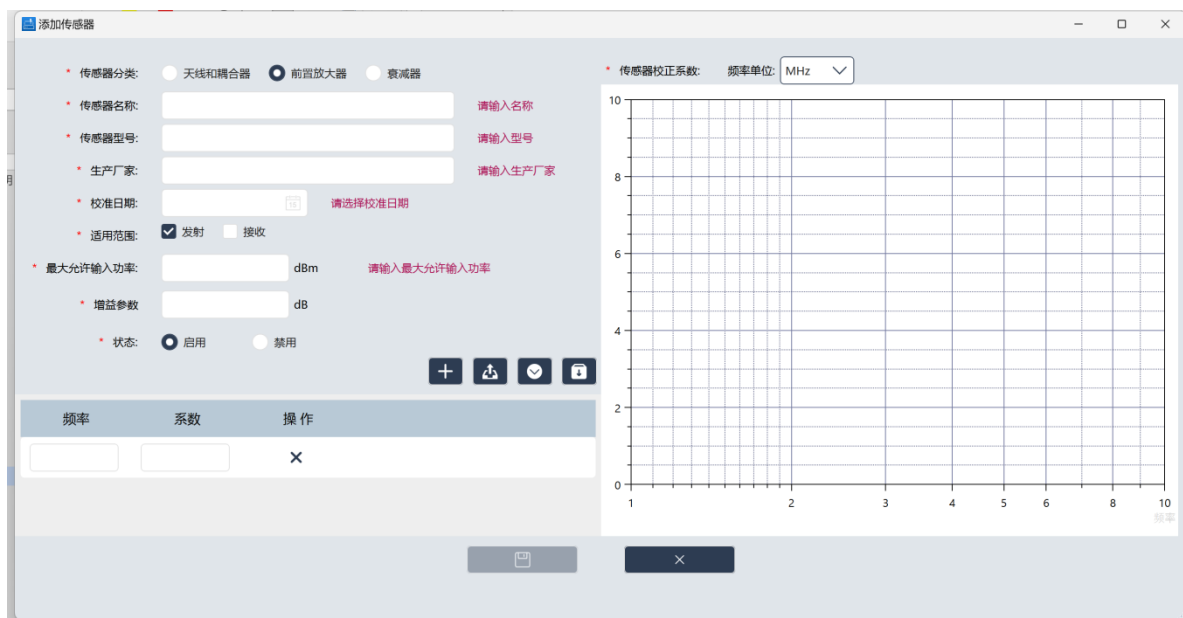 添加传感器
* 传感器分类: 天线和耦合器 前置放大器 衰减器
* 传感器名称: 请输入名称
* 传感器型号: 请输入型号
* 生产厂家: 请输入生产厂家
* 校准日期: 15 请选择校准日期
* 适用范围: 发射 接收
* 最大允许输入功率: dBm 请输入最大允许输入功率
* 增益参数 dB
* 状态: 启用 禁用
频率 系数 操作
* 传感器校正系数: 频率单位: MHz
10
8
6
4
2
0
1 2 3 4 5 6 8 10
频率